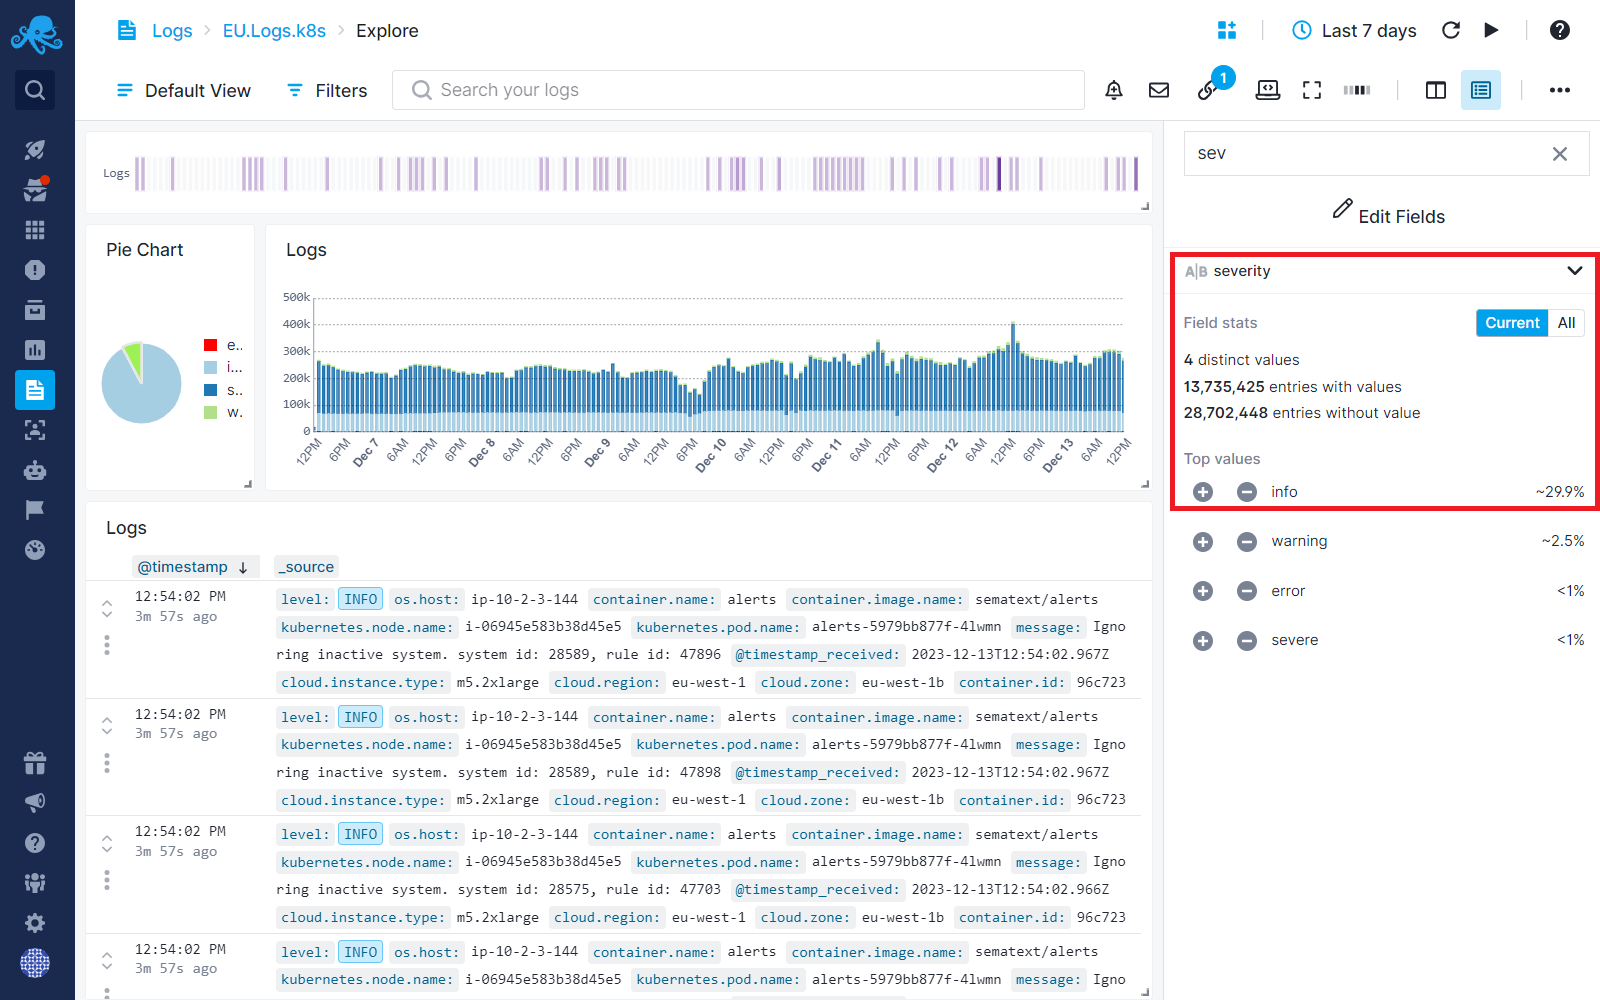 Logs
EU.Logs.k8s
Explore
Last 7 days
Default View
Filters
Search your logs
1
Logs
sev
Edit Fields
Pie Chart
e..
i...
s..
w.
Logs
500k
400k
300k
200k
100k
0
12PM 6PM Dec 7 6AM 12PM 6PM Dec 8 6AM 12PM 6PM Dec 9 6AM 12PM 6PM Dec 10 6AM 12PM 6PM Dec 11 6AM 12PM 6PM Dec 12 6AM 12PM 6PM Dec 13 6AM 12PM
A|B severity
Field stats
Current All
4 distinct values
13,735,425 entries with values
28,702,448 entries without value
Top values
info ~29.9%
warning ~2.5%
error <1%
severe <1%
Logs
@timestamp ↓ _source
12:54:02 PM
3m 57s ago
level: INFO os.host: ip-10-2-3-144 container.name: alerts container.image.name: sematext/alerts
kubernetes.node.name: i-06945e583b38d45e5 kubernetes.pod.name: alerts-5979bb877f-4lwmn message: Igno
ring inactive system. system id: 28589, rule id: 47896 @timestamp_received: 2023-12-13T12:54:02.967Z
cloud.instance.type: m5.2xlarge cloud.region: eu-west-1 cloud.zone: eu-west-1b container.id: 96c723
12:54:02 PM
3m 57s ago
level: INFO os.host: ip-10-2-3-144 container.name: alerts container.image.name: sematext/alerts
kubernetes.node.name: i-06945e583b38d45e5 kubernetes.pod.name: alerts-5979bb877f-4lwmn message: Igno
ring inactive system. system id: 28589, rule id: 47898 @timestamp_received: 2023-12-13T12:54:02.967Z
cloud.instance.type: m5.2xlarge cloud.region: eu-west-1 cloud.zone: eu-west-1b container.id: 96c723
12:54:02 PM
3m 57s ago
level: INFO os.host: ip-10-2-3-144 container.name: alerts container.image.name: sematext/alerts
kubernetes.node.name: i-06945e583b38d45e5 kubernetes.pod.name: alerts-5979bb877f-4lwmn message: Igno
ring inactive system. system id: 28575, rule id: 47703 @timestamp_received: 2023-12-13T12:54:02.966Z
cloud.instance.type: m5.2xlarge cloud.region: eu-west-1 cloud.zone: eu-west-1b container.id: 96c723
12:54:02 PM
3m 57s ago
level: INFO os.host: ip-10-2-3-144 container.name: alerts container.image.name: sematext/alerts
kubernetes.node.name: i-06945e583b38d45e5 kubernetes.pod.name: alerts-5979bb877f-4lwmn message: Igno